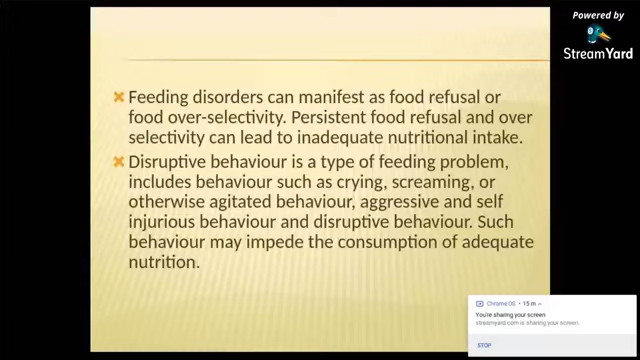 Powered by
StreamYard
Feeding disorders can manifest as food refusal or
food over-selectivity. Persistent food refusal and over
selectivity can lead to inadequate nutritional intake.
Disruptive behaviour is a type of feeding problem,
includes behaviour such as crying, screaming, or
otherwise agitated behaviour, aggressive and self
injurious behaviour and disruptive behaviour. Such
behaviour may impede the consumption of adequate
nutrition.
Chrome OS • 15 m
You're sharing your screen
streamyard.com is sharing your screen.
STOP